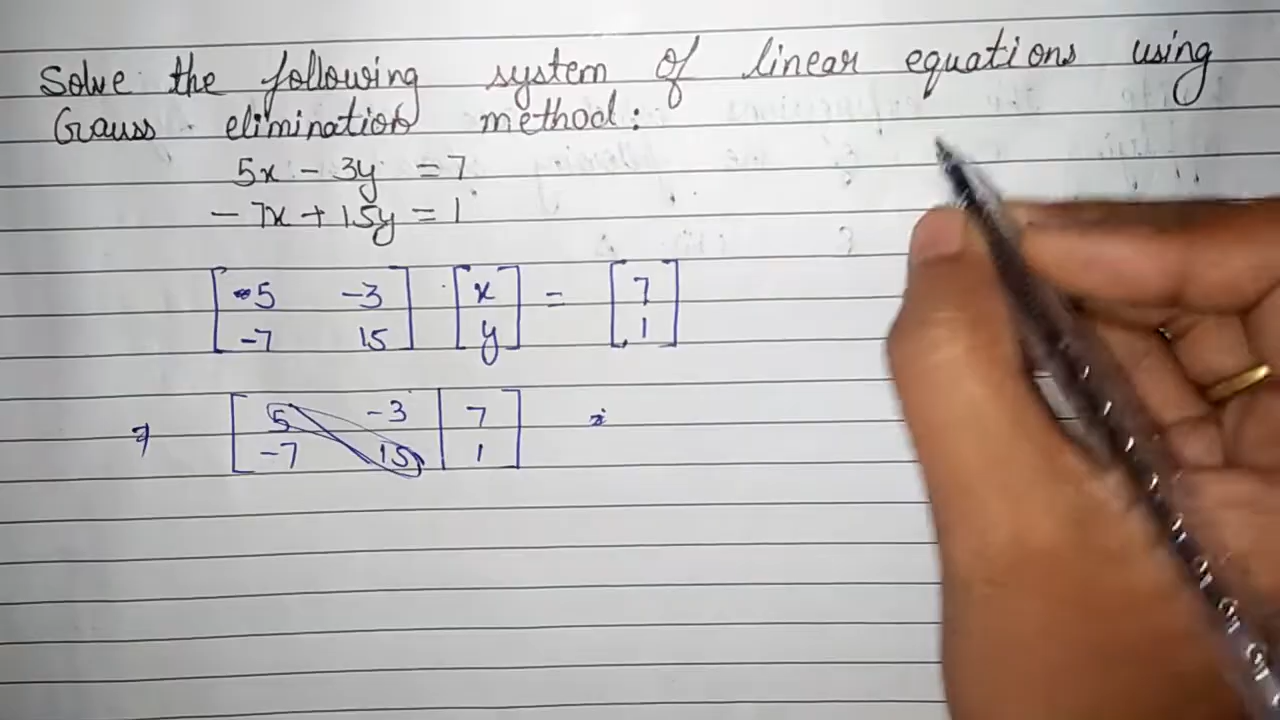 Solve the following system of linear equations using
Gauss elimination method:
5x - 3y = 7
- 7x + 15y = 1
[5 -3] [x] = [7]
[-7 15] [y] [1]
[5 -3 | 7]
[-7 15 | 1]